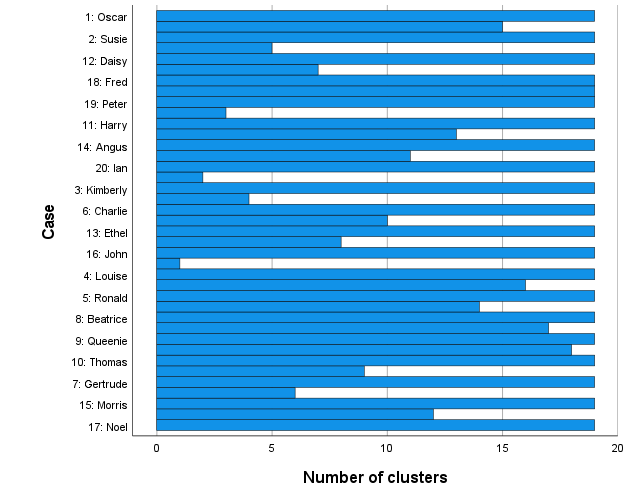 1: Oscar
2: Susie
12: Daisy
18: Fred
19: Peter
11: Harry
14: Angus
20: Ian
3: Kimberly
6: Charlie
13: Ethel
16: John
4: Louise
5: Ronald
8: Beatrice
9: Queenie
10: Thomas
7: Gertrude
15: Morris
17: Noel
Case
0 5 10 15 20
Number of clusters